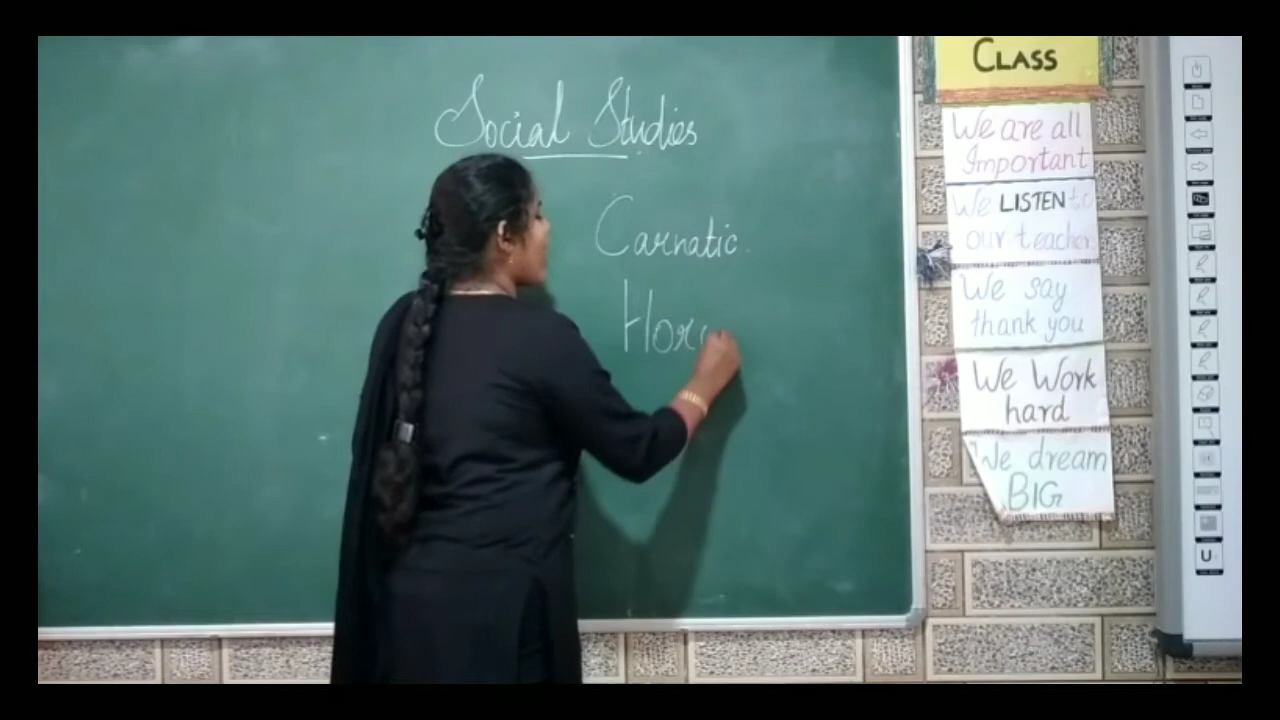 Social Studies
Carnatic
Hor
CLASS
We are all
Important
We LISTEN to
our teacher
We say
thank you
We Work
hard
We dream
BIG
U